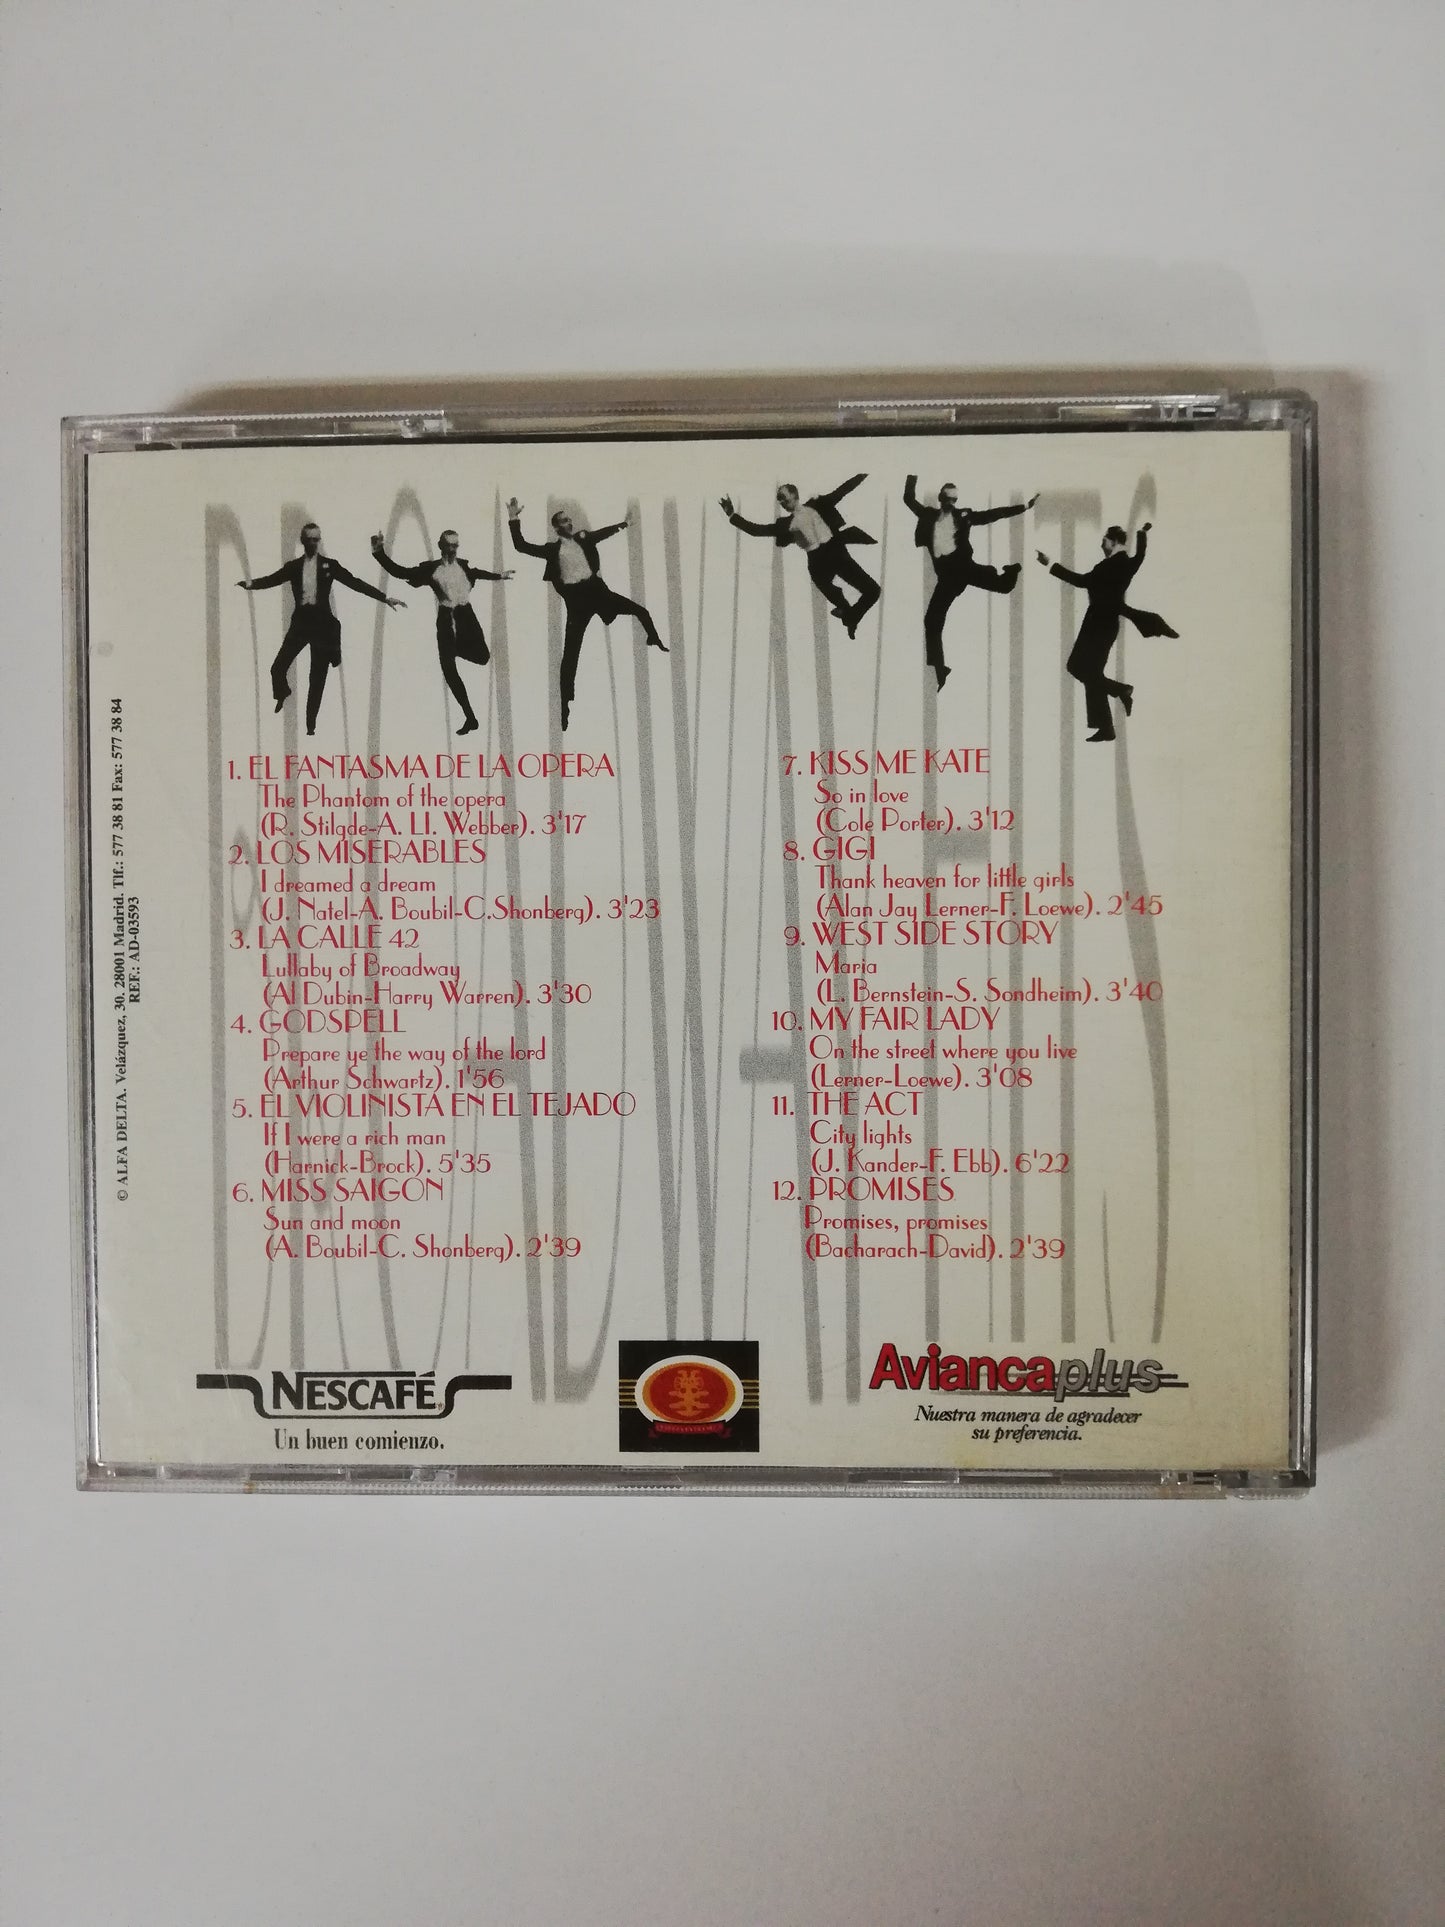 BROADWAY HITS
1. EL FANTASMA DE LA OPERA
The Phantom of the opera
(R. Stilgde-A. Ll. Webber). 3'17
2. LOS MISERABLES
I dreamed a dream
(J. Natel-A. Boubil-C.Shonberg). 3'23
3. LA CALLE 42
Lullaby of Broadway
(Al Dubin-Harry Warren). 3'30
4. GODSPELL
Prepare ye the way of the lord
(Arthur Schwartz). 1'56
5. EL VIOLINISTA EN EL TEJADO
If I were a rich man
(Harnick-Brock). 5'35
6. MISS SAIGON
Sun and moon
(A. Boubil-C. Shonberg). 2'39
7. KISS ME KATE
So in love
(Cole Porter). 3'12
8. GIGI
Thank heaven for little girls
(Alan Jay Lerner-F. Loewe). 2'45
9. WEST SIDE STORY
Maria
(L. Bernstein-S. Sondheim). 3'40
10. MY FAIR LADY
On the street where you live
(Lerner-Loewe). 3'08
11. THE ACT
City lights
(J. Kander-F. Ebb). 6'22
12. PROMISES
Promises, promises
(Bacharach-David). 2'39
© ALFA DELTA. Velázquez, 30. 28001 Madrid. Tlf.: 577 38 81 Fax: 577 38 84
REF.: AD-03593
NESCAFÉ
Un buen comienzo.
Aviancaplus
Nuestra manera de agradecer
su preferencia.